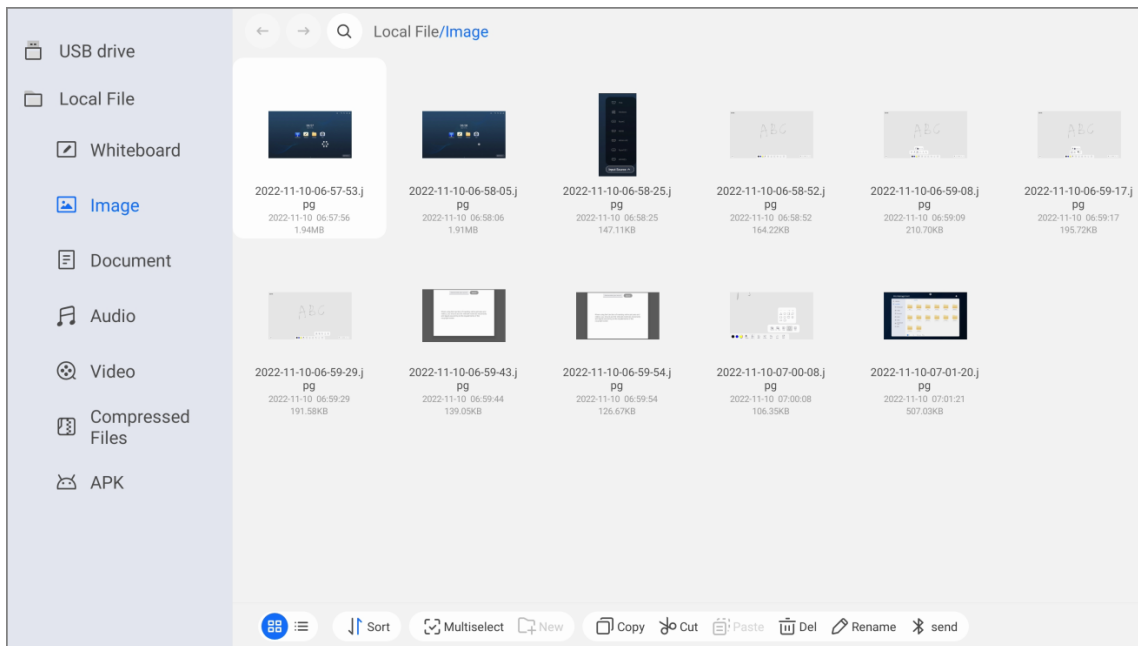 Local File/Image
USB drive
Local File
Whiteboard
Image
Document
Audio
Video
Compressed
Files
APK
2022-11-10-06-57-53.j
pg
2022-11-10 06:57:56
1.94MB
2022-11-10-06-58-05.j
pg
2022-11-10 06:58:06
1.91MB
2022-11-10-06-58-25.j
pg
2022-11-10 06:58:25
147.11KB
ABC
2022-11-10-06-58-52.j
pg
2022-11-10 06:58:52
164.22KB
ABC
2022-11-10-06-59-08.j
pg
2022-11-10 06:59:09
210.70KB
ABC
2022-11-10-06-59-17.j
pg
2022-11-10 06:59:17
195.72KB
ABC
2022-11-10-06-59-29.j
pg
2022-11-10 06:59:29
191.58KB
2022-11-10-06-59-43.j
pg
2022-11-10 06:59:44
139.05KB
2022-11-10-06-59-54.j
pg
2022-11-10 06:59:54
126.67KB
2022-11-10-07-00-08.j
pg
2022-11-10 07:00:08
106.35KB
2022-11-10-07-01-20.j
pg
2022-11-10 07:01:21
507.03KB
Sort
Multiselect
New
Copy
Cut
Paste
Del
Rename
send